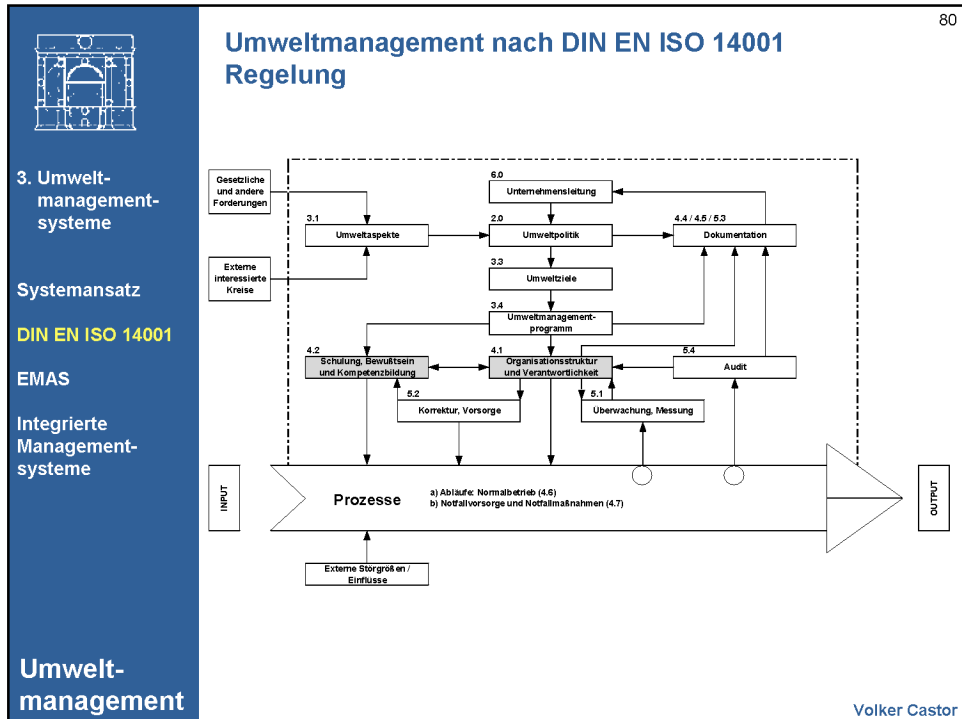 80
Umweltmanagement nach DIN EN ISO 14001
Regelung
3. Umwelt-
management-
systeme
Systemansatz
DIN EN ISO 14001
EMAS
Integrierte
Management-
systeme
Umwelt-
management
Gesetzliche
und andere
Forderungen
Externe
interessierte
Kreise
3.1
Umweltaspekte
6.0
Unternehmensleitung
2.0
Umweltpolitik
4.4 / 4.5 / 5.3
Dokumentation
3.3
Umweltziele
3.4
Umweltmanagement-
programm
4.2
Schulung, Bewußtsein
und Kompetenzbildung
4.1
Organisationsstruktur
und Verantwortlichkeit
5.4
Audit
5.2
Korrektur, Vorsorge
5.1
Überwachung, Messung
INPUT
Prozesse
a) Abläufe: Normalbetrieb (4.6)
b) Notfallvorsorge und Notfallmaßnahmen (4.7)
OUTPUT
Externe Störgrößen /
Einflüsse
Volker Castor